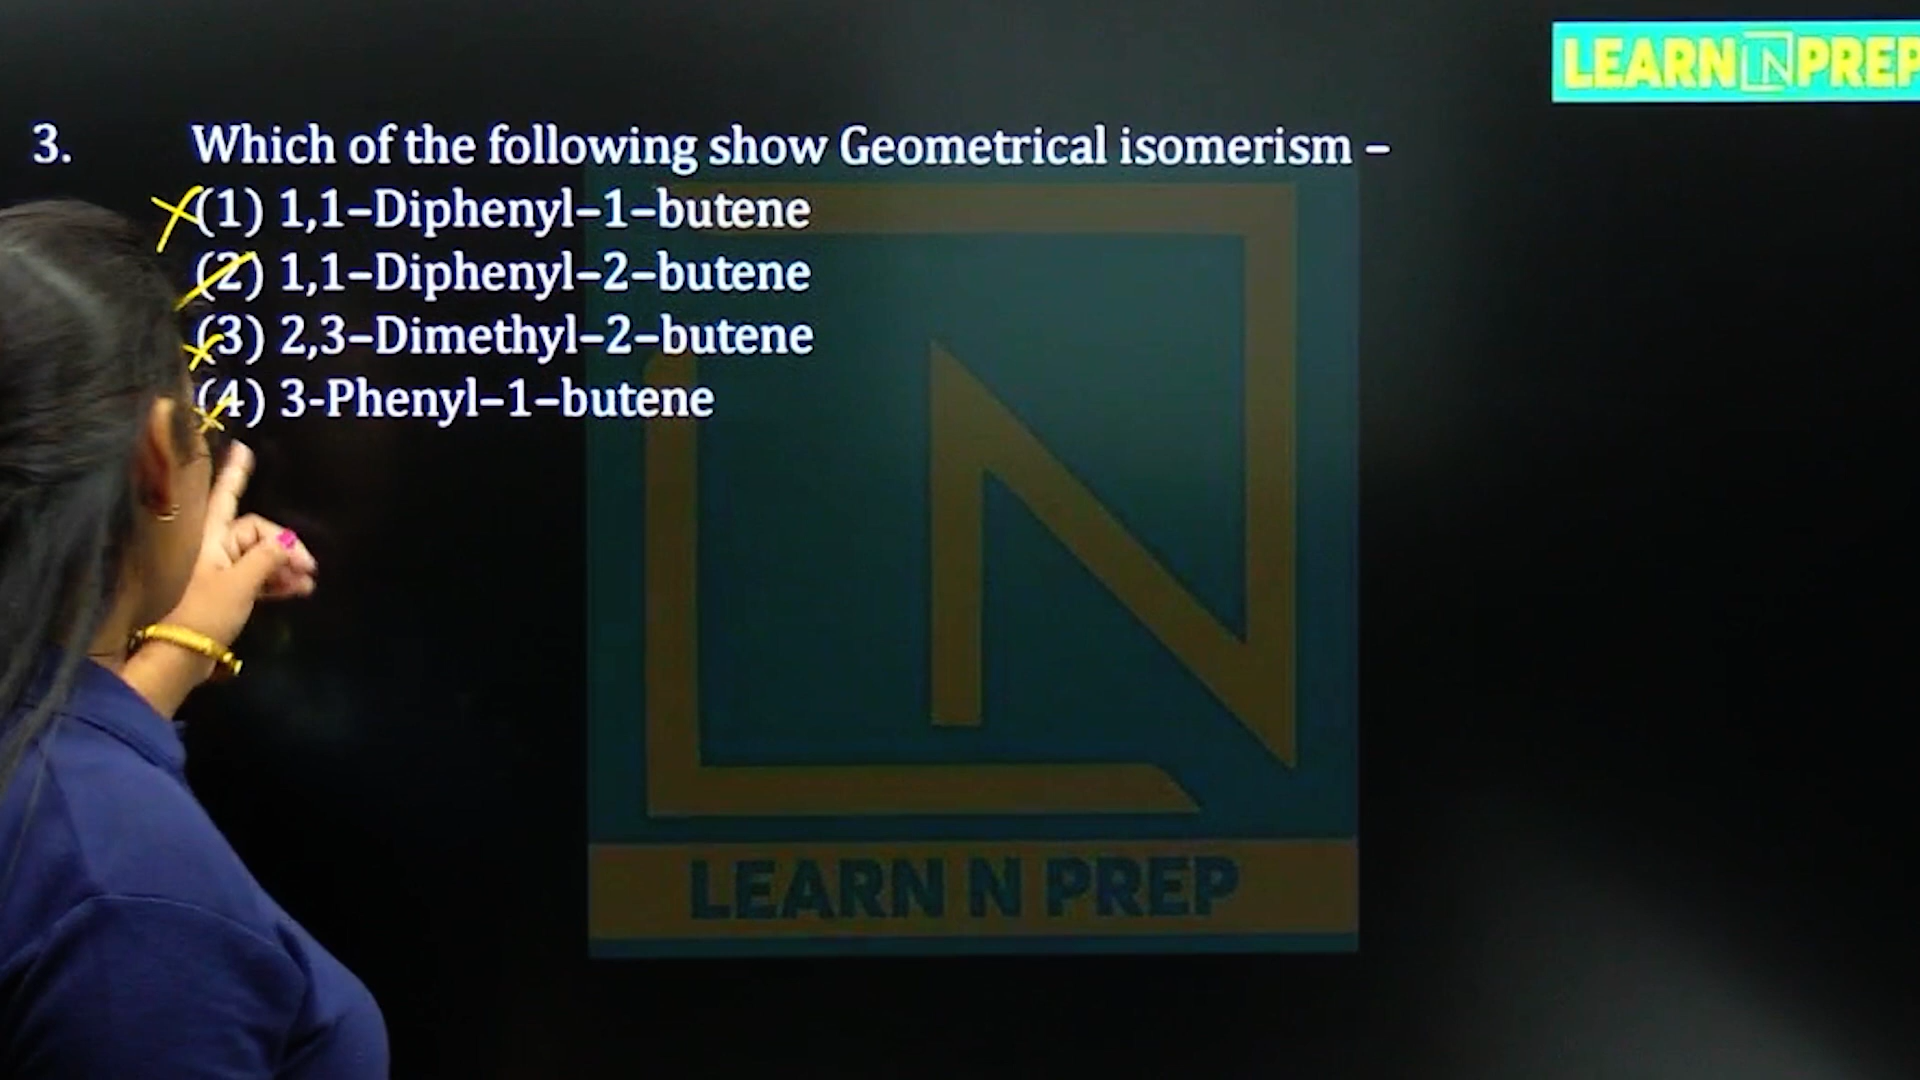 LEARN N PREP
3. Which of the following show Geometrical isomerism –
(1) 1,1–Diphenyl–1–butene
(2) 1,1–Diphenyl–2–butene
(3) 2,3–Dimethyl–2–butene
(4) 3-Phenyl–1–butene
LEARN N PREP